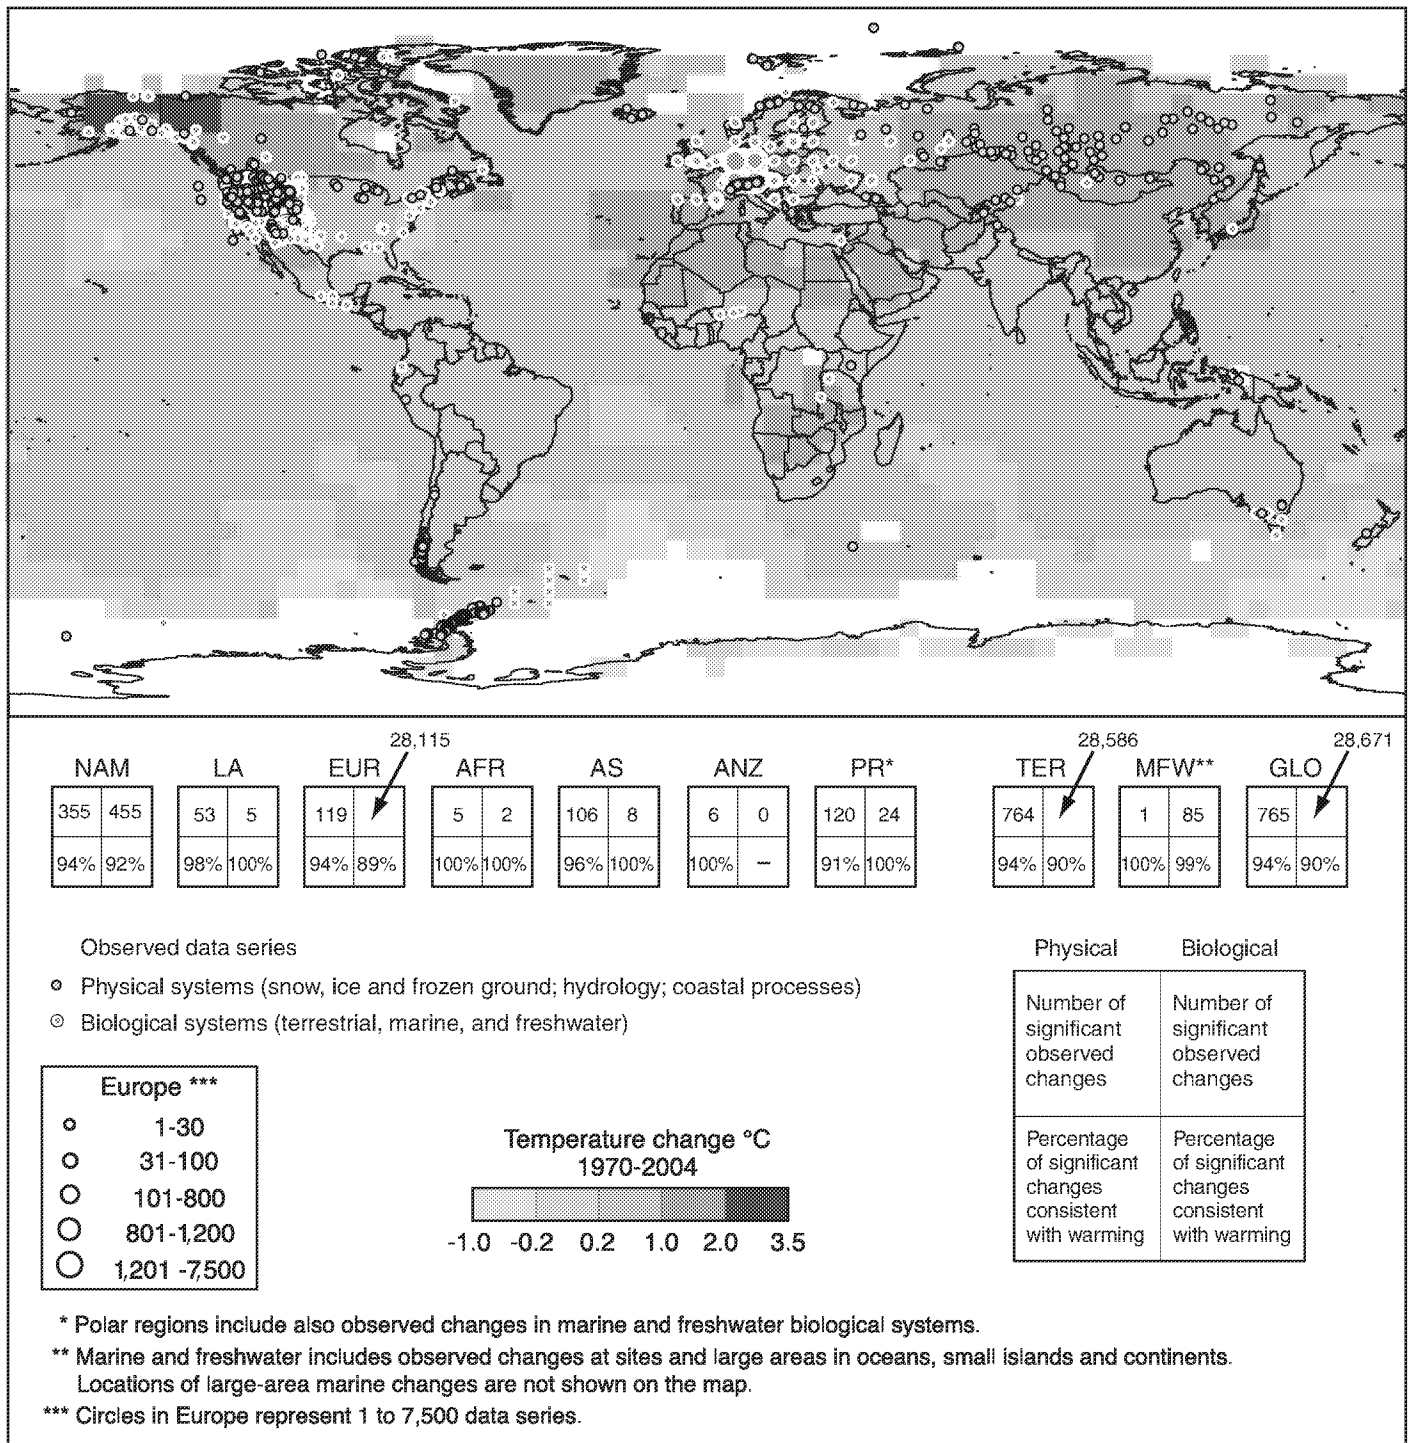 28,115
28,586
28,671
NAM LA EUR AFR AS ANZ PR* TER MFW** GLO
355 455 53 5 119 5 2 106 8 6 0 120 24 764 1 85 765
94% 92% 98% 100% 94% 89% 100% 100% 96% 100% 100% – 91% 100% 94% 90% 100% 99% 94% 90%
Observed data series
Physical systems (snow, ice and frozen ground; hydrology; coastal processes)
Biological systems (terrestrial, marine, and freshwater)
Physical Biological
Number of
significant
observed
changes
Number of
significant
observed
changes
Percentage
of significant
changes
consistent
with warming
Percentage
of significant
changes
consistent
with warming
Europe ***
1-30
31-100
101-800
801-1,200
1,201 -7,500
Temperature change °C
1970-2004
-1.0 -0.2 0.2 1.0 2.0 3.5
* Polar regions include also observed changes in marine and freshwater biological systems.
** Marine and freshwater includes observed changes at sites and large areas in oceans, small islands and continents.
Locations of large-area marine changes are not shown on the map.
*** Circles in Europe represent 1 to 7,500 data series.